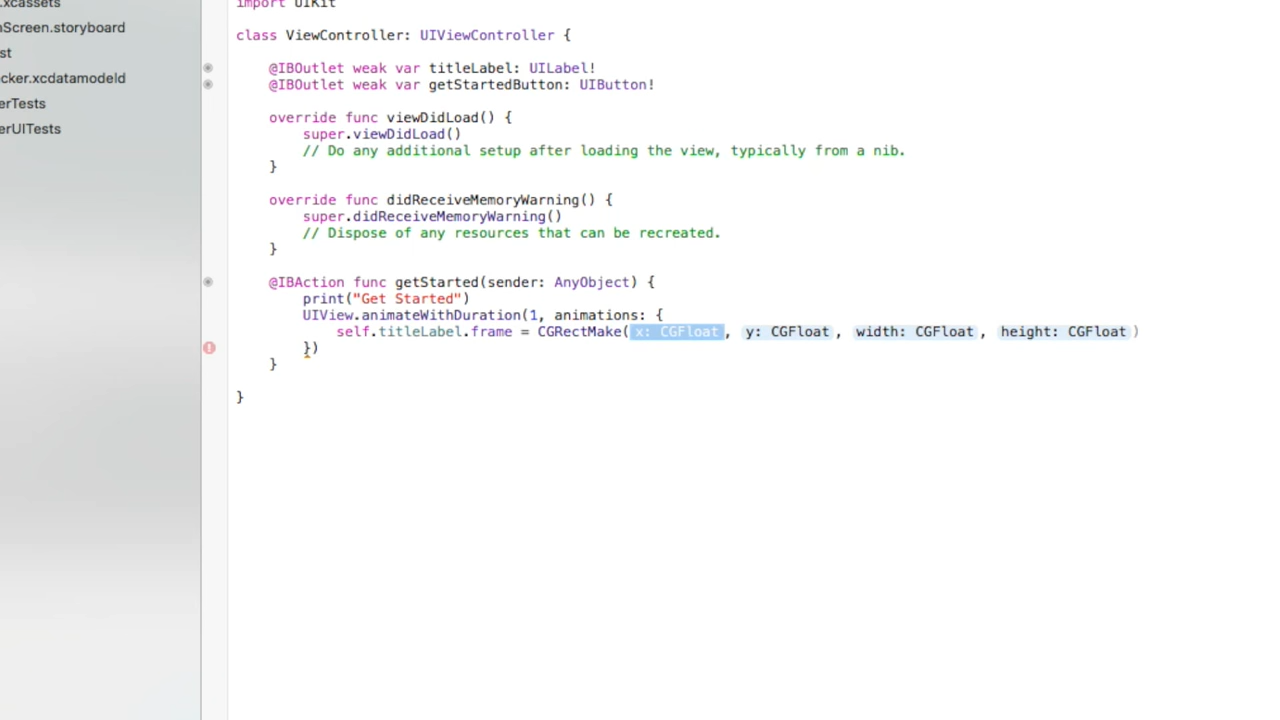 .xcassets
nScreen.storyboard
st
cker.xcdatamodeld
erTests
erUITests
import UIKit
class ViewController: UIViewController {
@IBOutlet weak var titleLabel: UILabel!
@IBOutlet weak var getStartedButton: UIButton!
override func viewDidLoad() {
super.viewDidLoad()
// Do any additional setup after loading the view, typically from a nib.
}
override func didReceiveMemoryWarning() {
super.didReceiveMemoryWarning()
// Dispose of any resources that can be recreated.
}
@IBAction func getStarted(sender: AnyObject) {
print("Get Started")
UIView.animateWithDuration(1, animations: {
self.titleLabel.frame = CGRectMake(x: CGFloat, y: CGFloat, width: CGFloat, height: CGFloat)
})
}
}